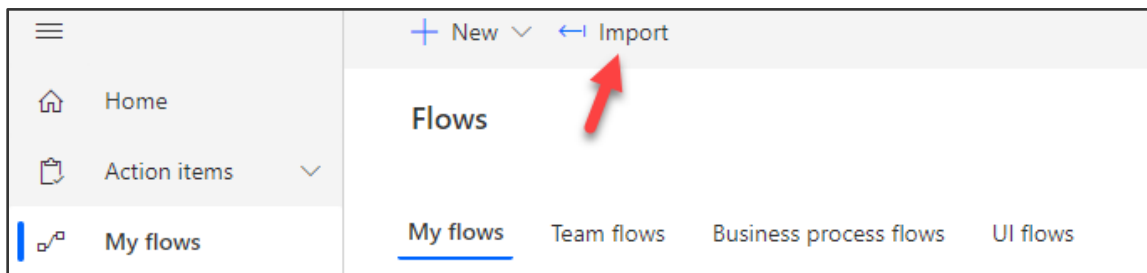 New
Import
Home
Flows
Action items
My flows
My flows
Team flows
Business process flows
UI flows